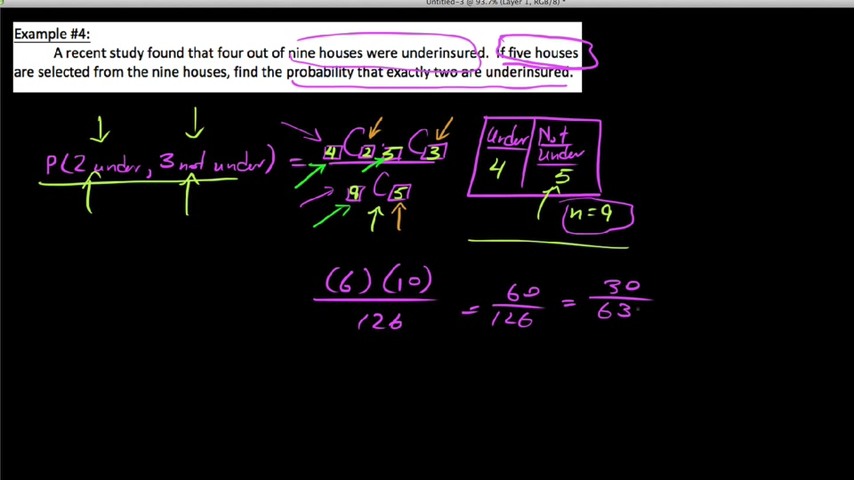 Untitled-3 @ 93.7% (Layer 1, RGB/8) *
Example #4:
A recent study found that four out of nine houses were underinsured. If five houses
are selected from the nine houses, find the probability that exactly two are underinsured.
P(2 under, 3 not under) = 4C2 · 5C3
9C5
Under
4
Not
Under
5
n=9
(6)(10)
126
= 60
126
= 30
63